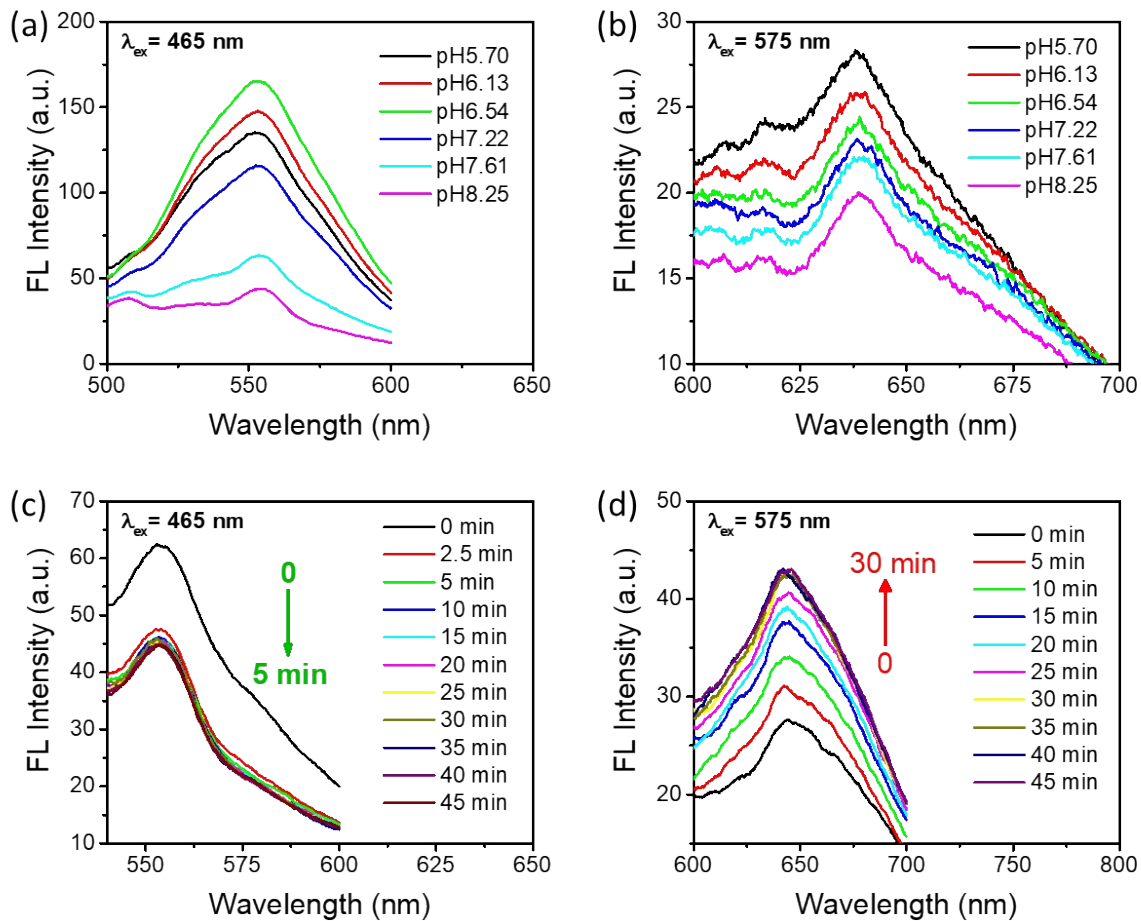 (a)
λex= 465 nm
pH5.70
pH6.13
pH6.54
pH7.22
pH7.61
pH8.25
200
150
100
50
0
FL Intensity (a.u.)
500
550
600
650
Wavelength (nm)
(b)
λex= 575 nm
pH5.70
pH6.13
pH6.54
pH7.22
pH7.61
pH8.25
30
25
20
15
10
FL Intensity (a.u.)
600
625
650
675
700
Wavelength (nm)
(c)
λex= 465 nm
0 min
2.5 min
5 min
10 min
15 min
20 min
25 min
30 min
35 min
40 min
45 min
0
5 min
70
60
50
40
30
20
10
FL Intensity (a.u.)
550
575
600
625
650
Wavelength (nm)
(d)
λex= 575 nm
0 min
5 min
10 min
15 min
20 min
25 min
30 min
35 min
40 min
45 min
30 min
0
50
40
30
20
FL Intensity (a.u.)
600
650
700
750
800
Wavelength (nm)